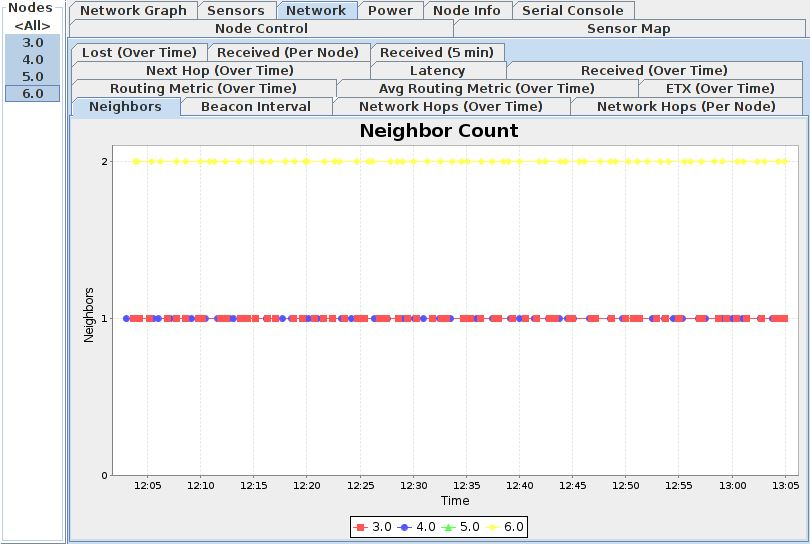 Nodes
<All>
3.0
4.0
5.0
6.0
Network Graph Sensors Network Power Node Info Serial Console
Node Control Sensor Map
Lost (Over Time) Received (Per Node) Received (5 min)
Next Hop (Over Time) Latency Received (Over Time)
Routing Metric (Over Time) Avg Routing Metric (Over Time) ETX (Over Time)
Neighbors Beacon Interval Network Hops (Over Time) Network Hops (Per Node)
Neighbor Count
2
1
0
Neighbors
12:05 12:10 12:15 12:20 12:25 12:30 12:35 12:40 12:45 12:50 12:55 13:00 13:05
Time
3.0 4.0 5.0 6.0